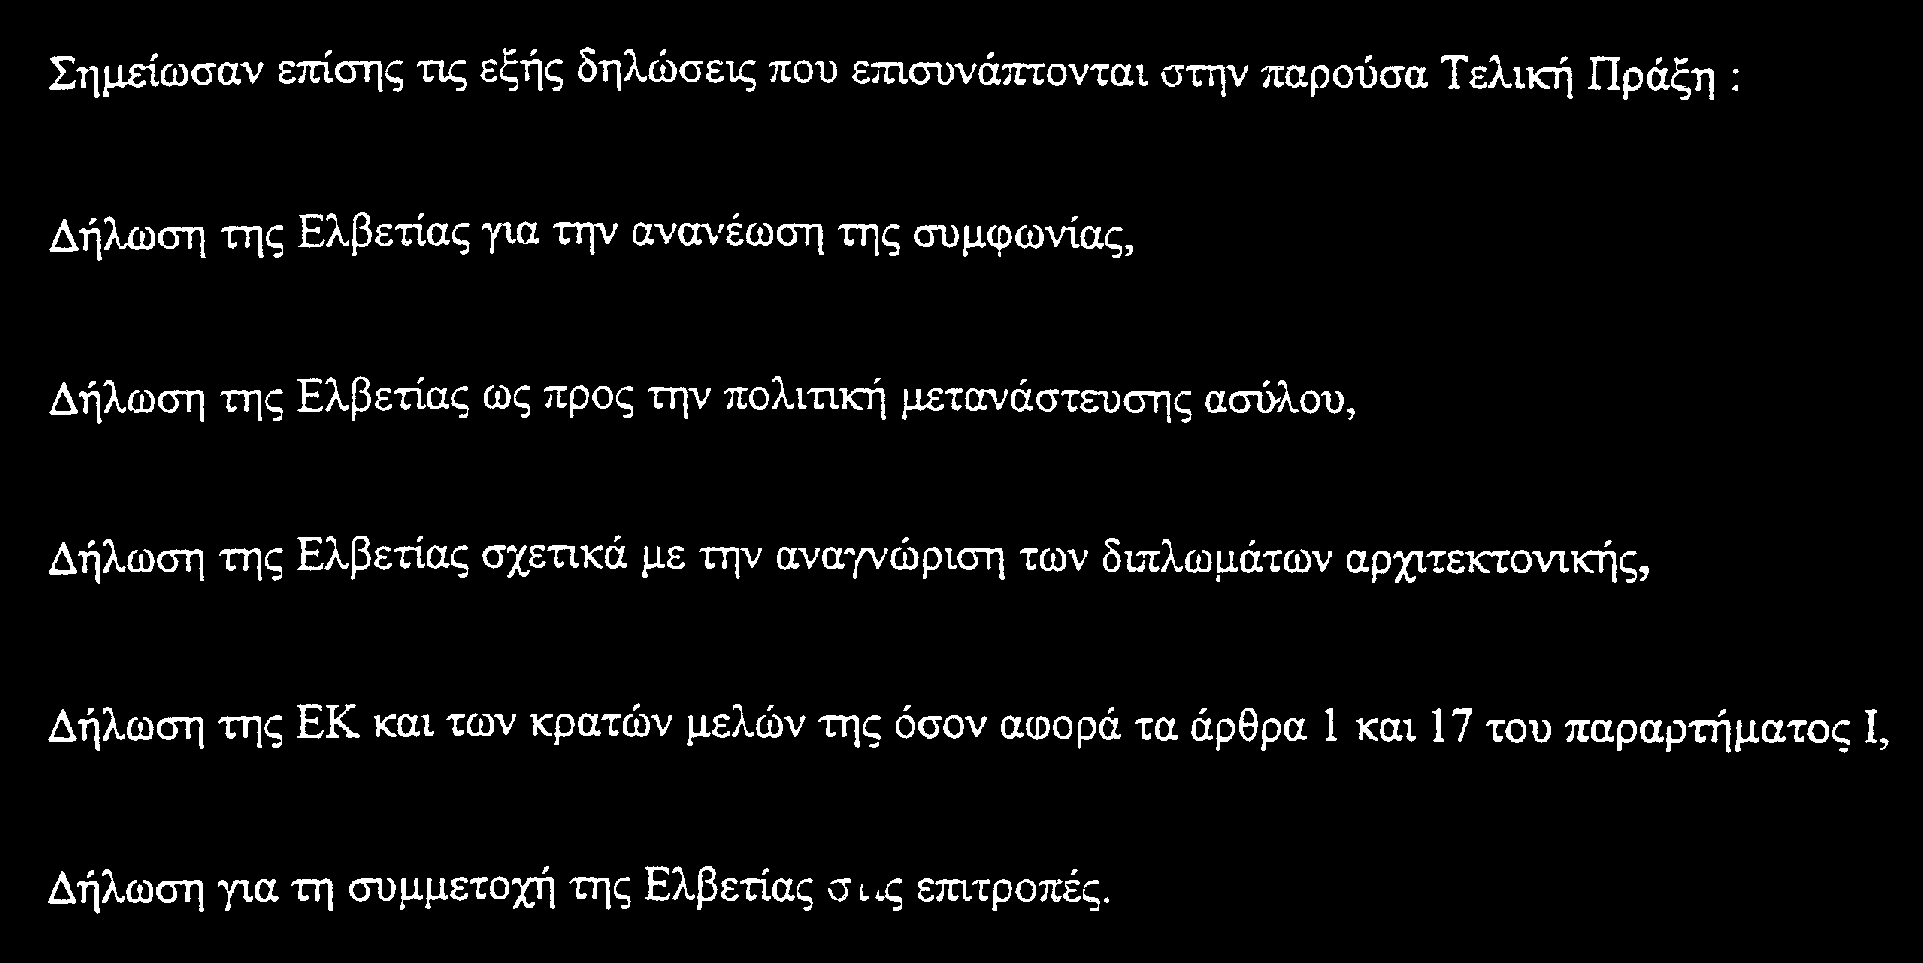 Σημείωσαν επίσης τις εξής δηλώσεις που επισυνάπτονται στην παρούσα Τελική Πράξη :
Δήλωση της Ελβετίας για την ανανέωση της συμφωνίας,
Δήλωση της Ελβετίας ως προς την πολιτική μετανάστευσης ασύλου,
Δήλωση της Ελβετίας σχετικά με την αναγνώριση των διπλωμάτων αρχιτεκτονικής,
Δήλωση της ΕΚ και των κρατών μελών της όσον αφορά τα άρθρα 1 και 17 του παραρτήματος Ι,
Δήλωση για τη συμμετοχή της Ελβετίας στις επιτροπές.